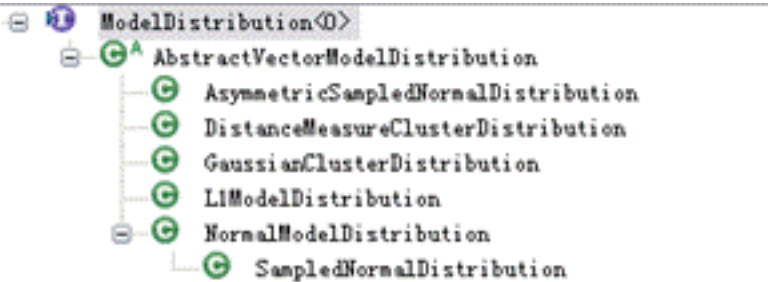 ModelDistribution<O>
AbstractVectorModelDistribution
AsymmetricSampledNormalDistribution
DistanceMeasureClusterDistribution
GaussianClusterDistribution
L1ModelDistribution
NormalModelDistribution
SampledNormalDistribution